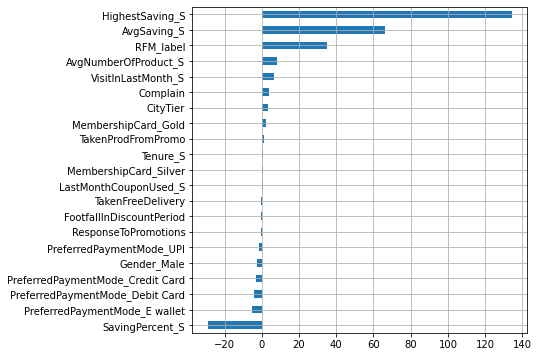 HighestSaving_S
AvgSaving_S
RFM_label
AvgNumberOfProduct_S
VisitInLastMonth_S
Complain
CityTier
MembershipCard_Gold
TakenProdFromPromo
Tenure_S
MembershipCard_Silver
LastMonthCouponUsed_S
TakenFreeDelivery
FootfallInDiscountPeriod
ResponseToPromotions
PreferredPaymentMode_UPI
Gender_Male
PreferredPaymentMode_Credit Card
PreferredPaymentMode_Debit Card
PreferredPaymentMode_E wallet
SavingPercent_S
−20 0 20 40 60 80 100 120 140